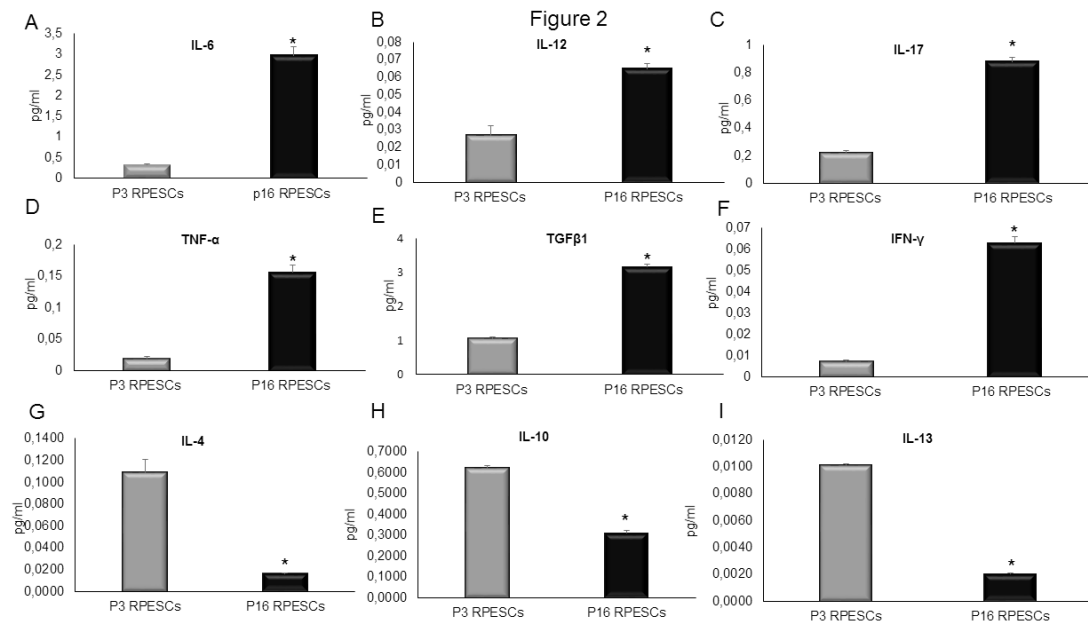 Figure 2
A
IL-6
pg/ml
3,5
3
2,5
2
1,5
1
0,5
0
*
P3 RPESCs
p16 RPESCs
B
IL-12
pg/ml
0,08
0,07
0,06
0,05
0,04
0,03
0,02
0,01
0
*
P3 RPESCs
P16 RPESCs
C
IL-17
pg/ml
1
0,8
0,6
0,4
0,2
0
*
P3 RPESCs
P16 RPESCs
D
TNF-α
pg/ml
0,2
0,15
0,1
0,05
0
*
P3 RPESCs
P16 RPESCs
E
TGFβ1
pg/ml
4
3
2
1
0
*
P3 RPESCs
P16 RPESCs
F
IFN-γ
pg/ml
0,07
0,06
0,05
0,04
0,03
0,02
0,01
0
*
P3 RPESCs
P16 RPESCs
G
IL-4
pg/ml
0,1400
0,1200
0,1000
0,0800
0,0600
0,0400
0,0200
0,0000
*
P3 RPESCs
P16 RPESCs
H
IL-10
pg/ml
0,7000
0,6000
0,5000
0,4000
0,3000
0,2000
0,1000
0,0000
*
P3 RPESCs
P16 RPESCs
I
IL-13
pg/ml
0,0120
0,0100
0,0080
0,0060
0,0040
0,0020
0,0000
*
P3 RPESCs
P16 RPESCs